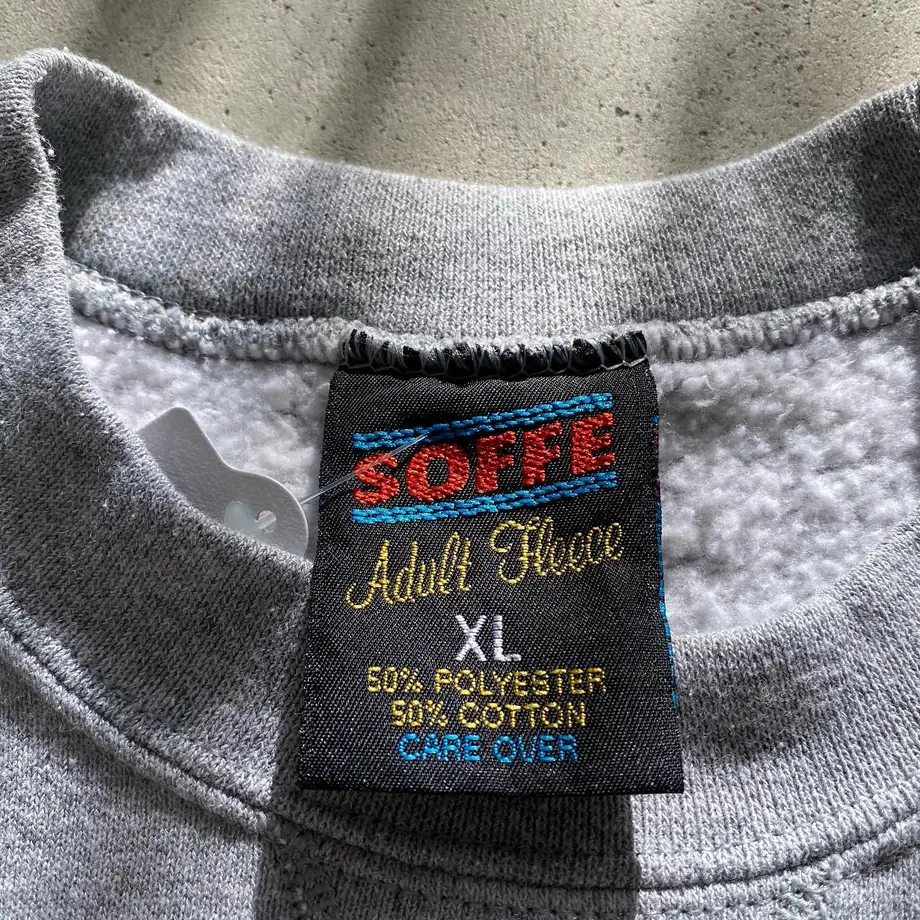 SOFFE
Adult Fleece
XL
50% POLYESTER
50% COTTON
CARE OVER